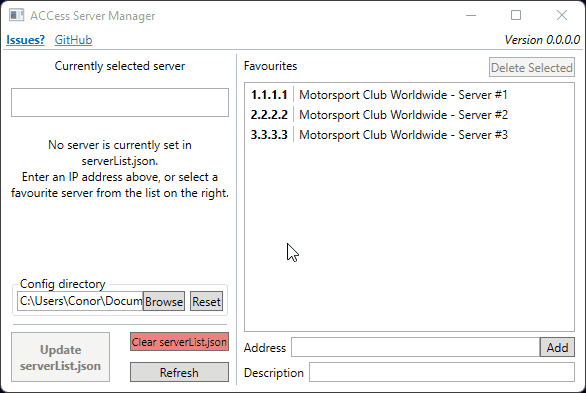 ACCess Server Manager
Issues? GitHub Version 0.0.0.0
Currently selected server
No server is currently set in
serverList.json.
Enter an IP address above, or select a
favourite server from the list on the right.
Config directory
C:\Users\Conor\Docum Browse Reset
Update
serverList.json
Clear serverList.json
Refresh
Favourites Delete Selected
1.1.1.1 Motorsport Club Worldwide - Server #1
2.2.2.2 Motorsport Club Worldwide - Server #2
3.3.3.3 Motorsport Club Worldwide - Server #3
Address Add
Description